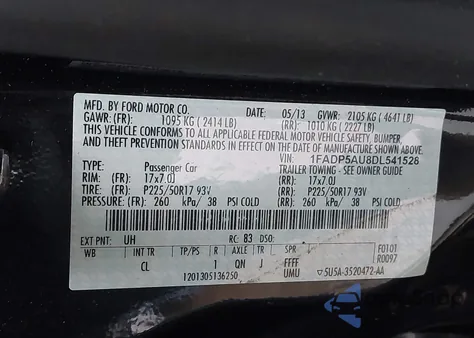 MFD. BY FORD MOTOR CO.
DATE: 05/13 GVWR: 2105 KG ( 4641 LB)
GAWR: (FR): 1095 KG ( 2414 LB) (RR): 1010 KG ( 2227 LB)
THIS VEHICLE CONFORMS TO ALL APPLICABLE FEDERAL MOTOR VEHICLE SAFETY, BUMPER,
AND THEFT PREVENTION STANDARDS IN EFFECT ON THE DATE OF MANUFACTURE SHOWN ABOVE.
VIN: 1FADP5AU8DL541528
TYPE: Passenger Car TRAILER TOWING - SEE OWNER GUIDE
RIM: (FR) 17x7.0J (RR): 17x7.0J
TIRE: (FR): P225/50R17 93V (RR): P225/50R17 93V
PRESSURE: (FR) 260 kPa/ 38 PSI COLD (RR): 260 kPa/ 38 PSI COLD
EXT PNT: UH RC: 83 DSO:
WB INT TR TP/PS R AXLE TR SPR F0101
CL 1 QN J FFFF R0097
UMU
1201305136250 5U5A-3520472-AA